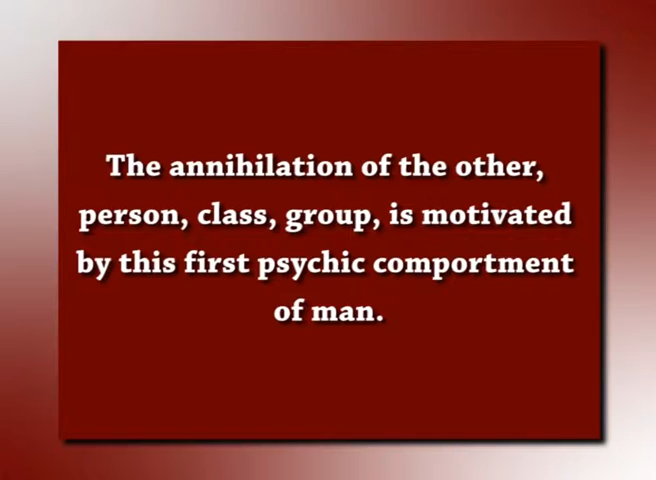 The annihilation of the other,
person, class, group, is motivated
by this first psychic comportment
of man.